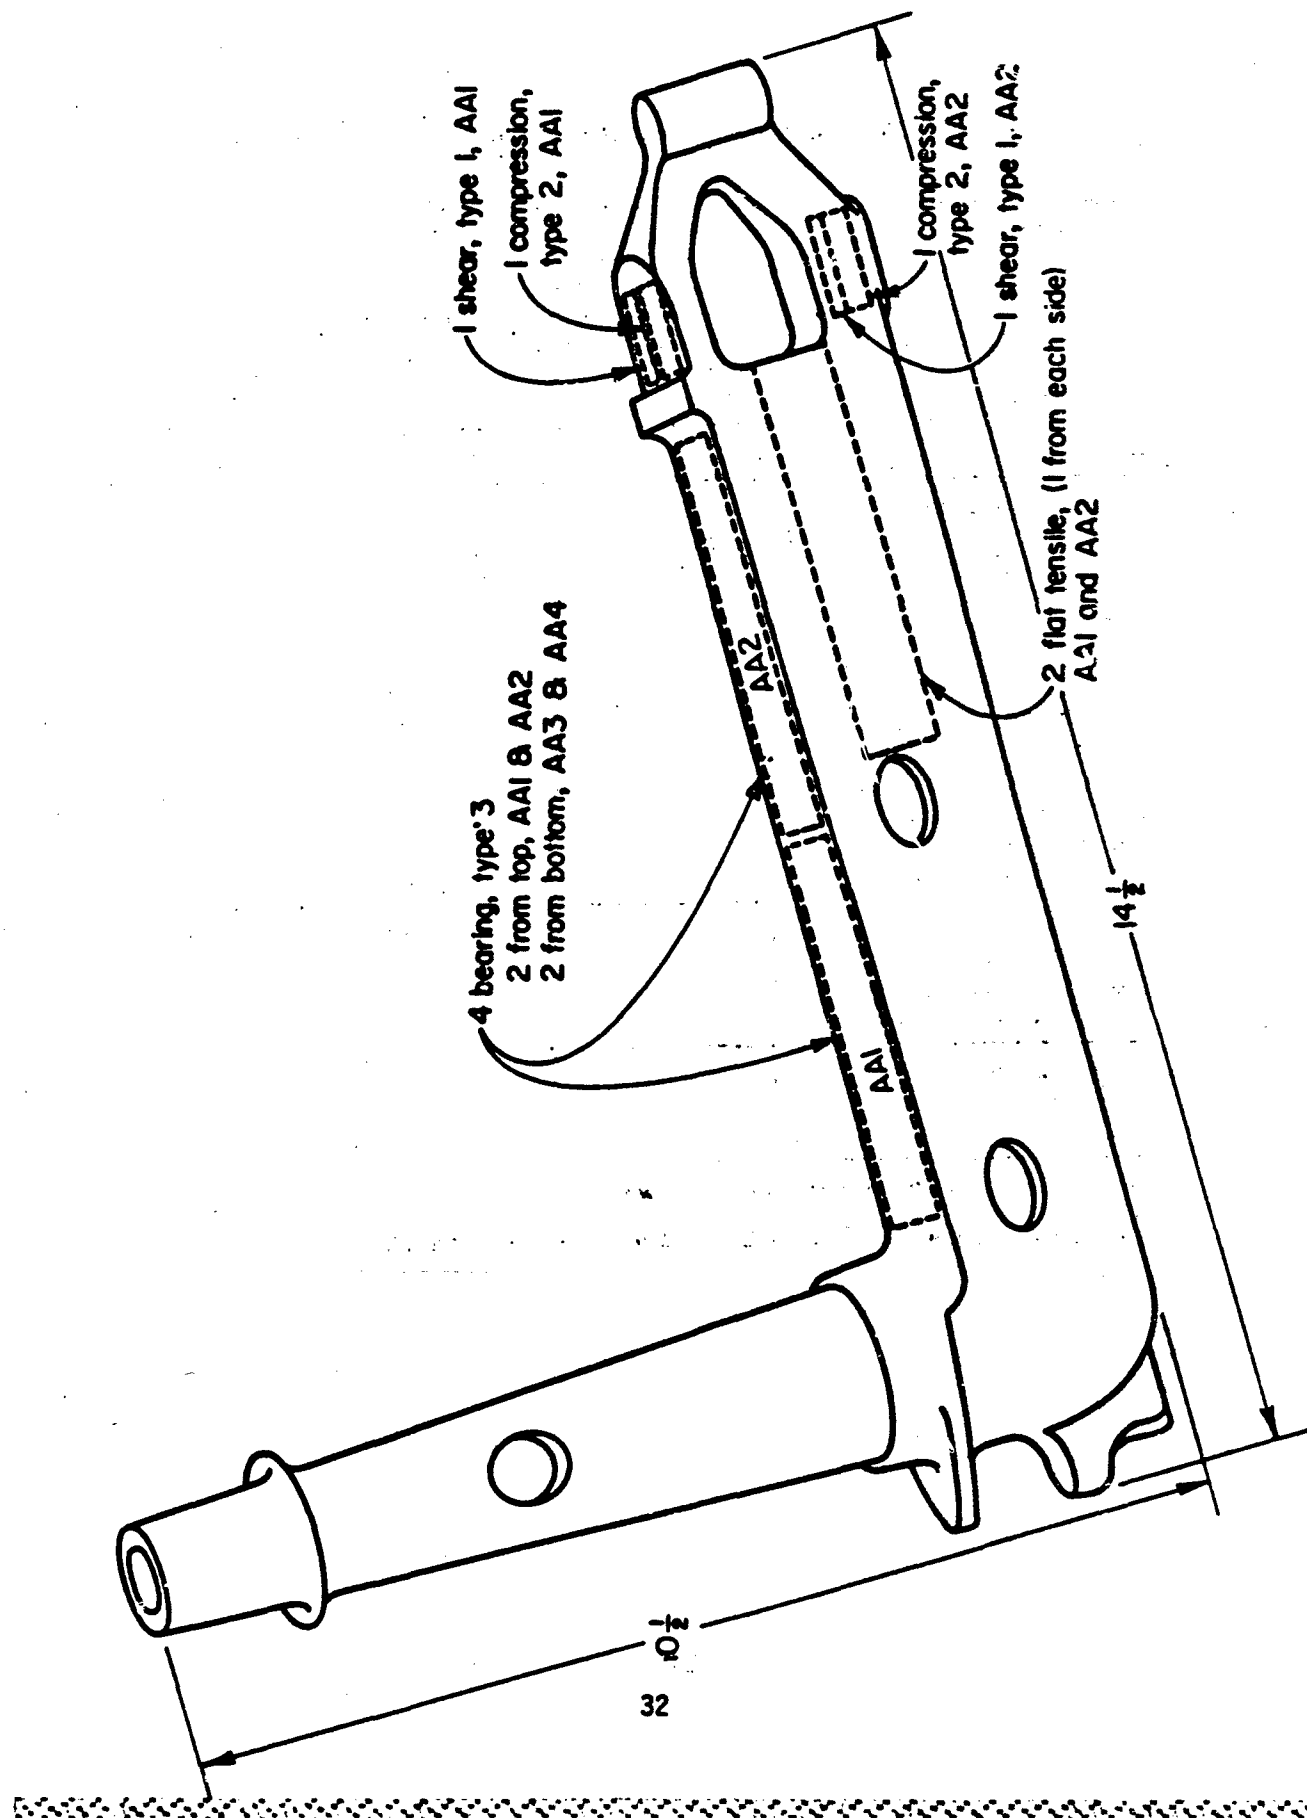 1 shear, type 1, AA1
1 compression,
type 2, AA1
4 bearing, type 3
2 from top, AA1 & AA2
2 from bottom, AA3 & AA4
AA2
AA1
1 compression,
type 2, AA2
1 shear, type 1, AA2
2 flat tensile, (1 from each side)
AA1 and AA2
14 1/2
10 1/2
32